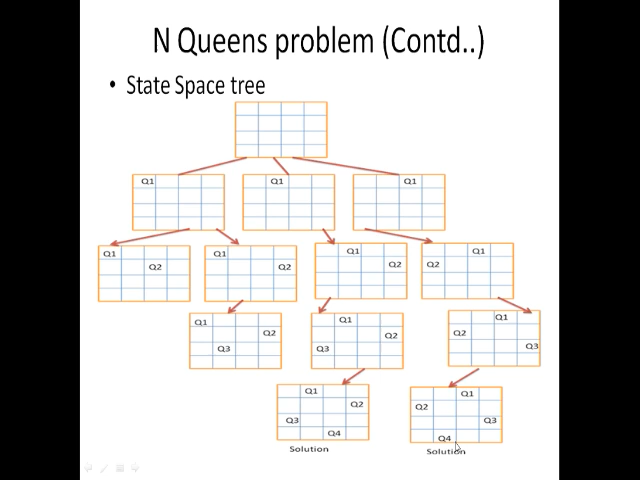 N Queens problem (Contd..)
• State Space tree
Q1 Q1 Q1
Q1 Q1 Q1 Q1
Q2 Q2 Q2 Q2
Q1 Q1 Q1
Q2 Q2 Q2
Q3 Q3 Q3
Q1 Q1
Q2 Q2
Q3 Q3
Q4 Q4
Solution Solution